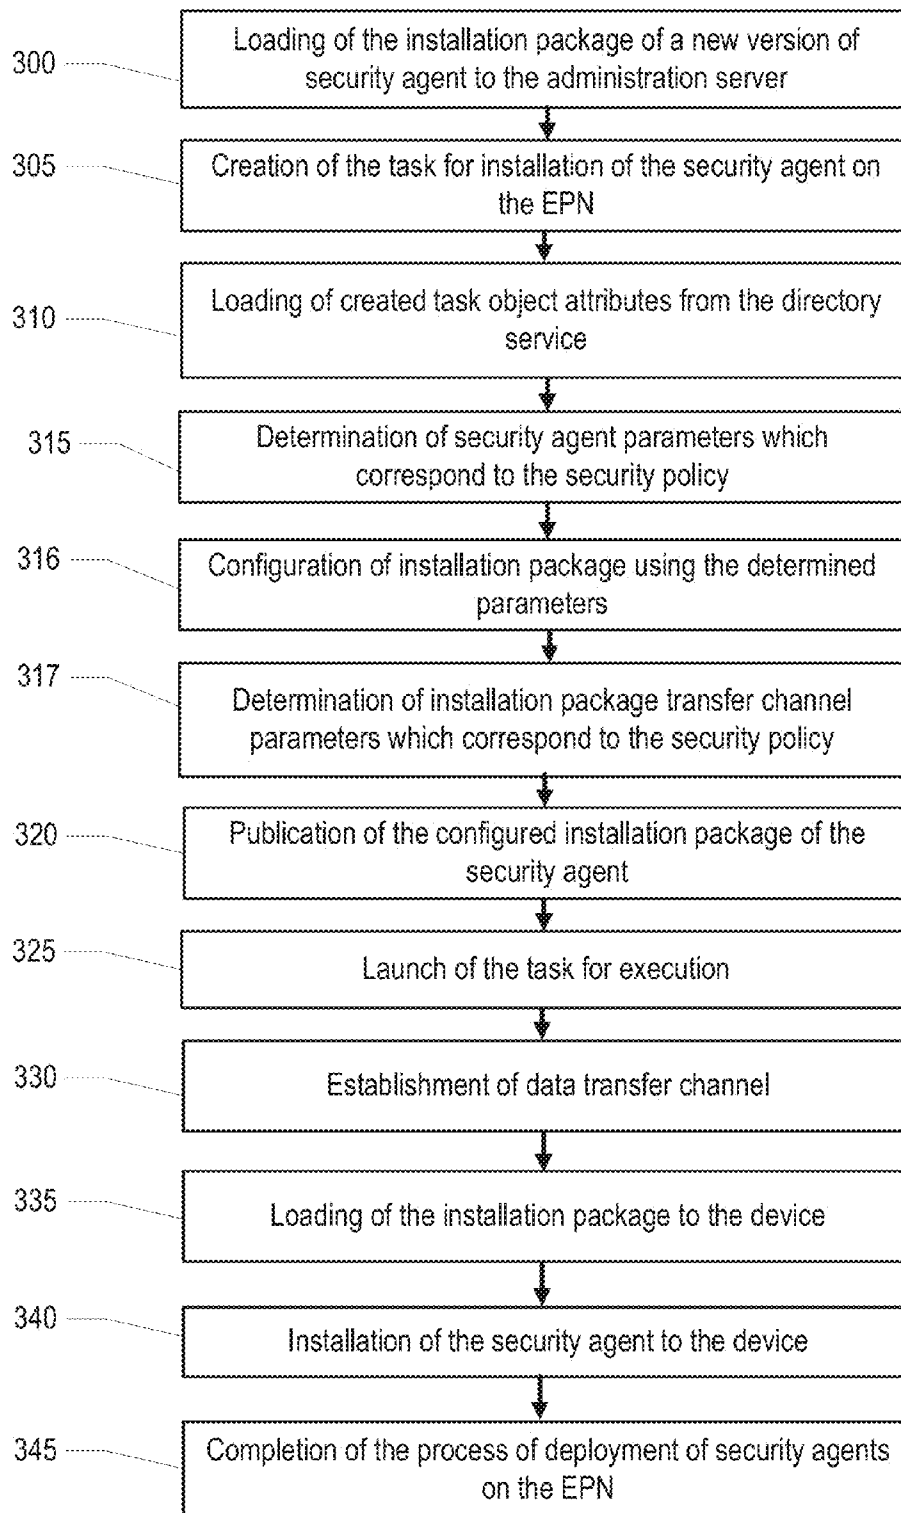 300
Loading of the installation package of a new version of
security agent to the administration server
305
Creation of the task for installation of the security agent on
the EPN
310
Loading of created task object attributes from the directory
service
315
Determination of security agent parameters which
correspond to the security policy
316
Configuration of installation package using the determined
parameters
317
Determination of installation package transfer channel
parameters which correspond to the security policy
320
Publication of the configured installation package of the
security agent
325
Launch of the task for execution
330
Establishment of data transfer channel
335
Loading of the installation package to the device
340
Installation of the security agent to the device
345
Completion of the process of deployment of security agents
on the EPN